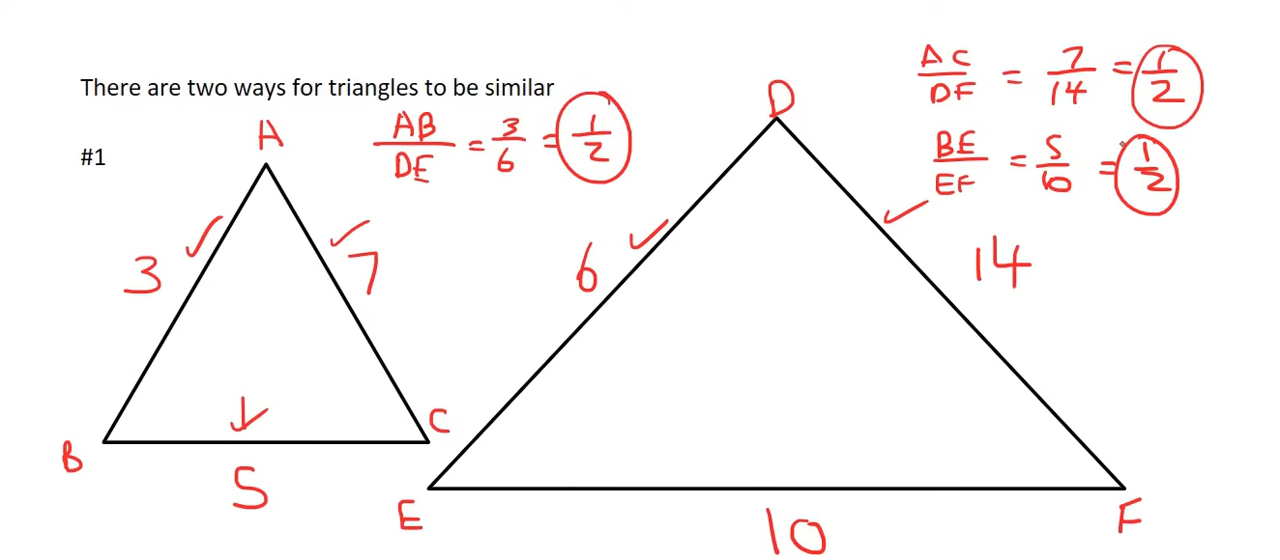 There are two ways for triangles to be similar
#1
AB/DE = 3/6 = 1/2
AC/DF = 7/14 = 1/2
BE/EF = 5/10 = 1/2
A
3
7
B
5
C
D
6
14
E
10
F